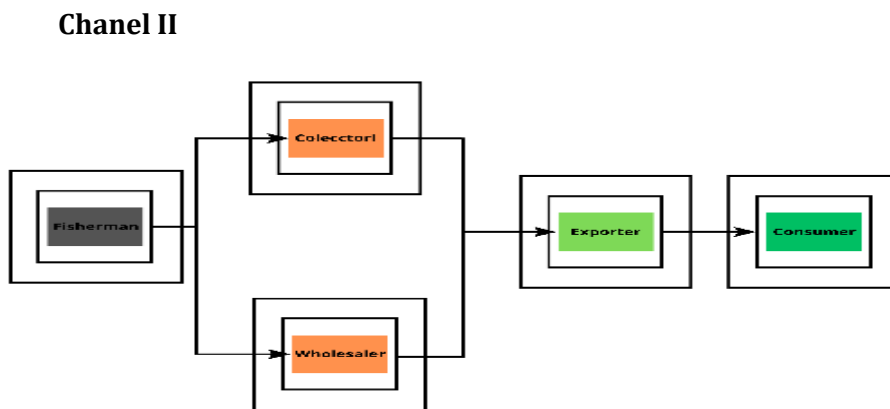 Chanel II
Colecctorl
Fisherman
Exporter
Consumer
Wholesaler